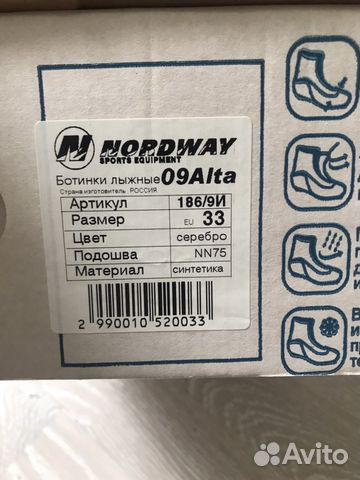 NORDWAY
SPORTS EQUIPMENT
Ботинки лыжные 09Alta
Страна изготовитель РОССИЯ
Артикул 186/9И
Размер EU 33
Цвет серебро
Подошва NN75
Материал синтетика
2 990010 520033
Avito